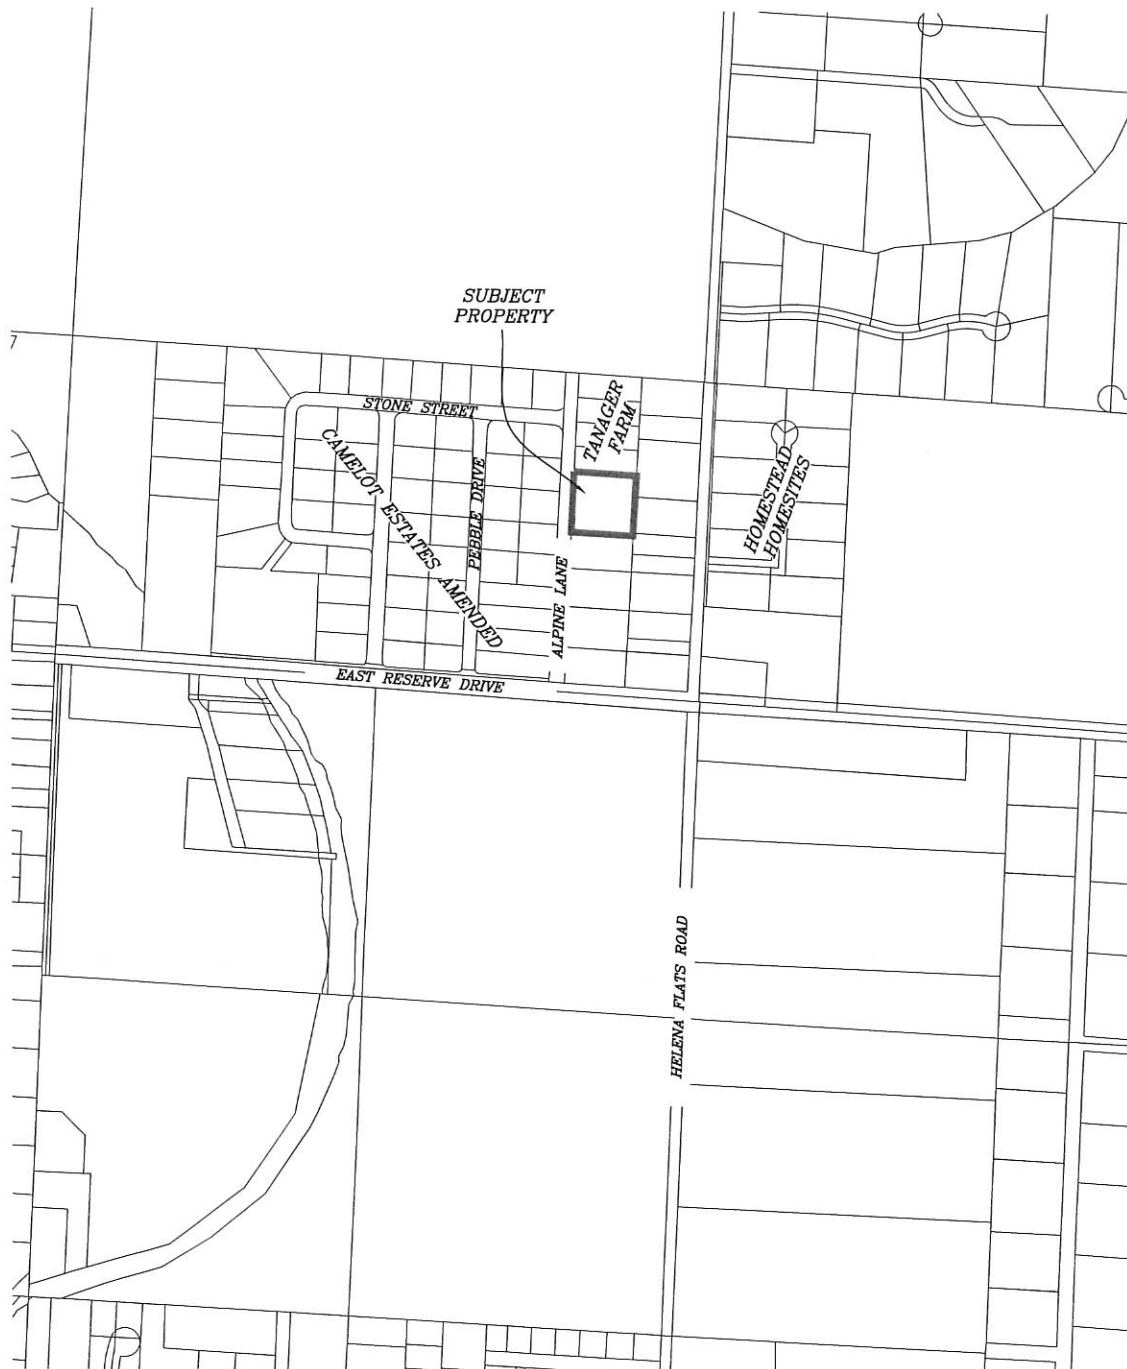 SUBJECT
PROPERTY
7
TANAGER
FARM
STONE STREET
CAMELOT ESTATES AMENDED
PEBBLE DRIVE
HOMESTEAD
HOMESITES
ALPINE LANE
EAST RESERVE DRIVE
HELENA FLATS ROAD